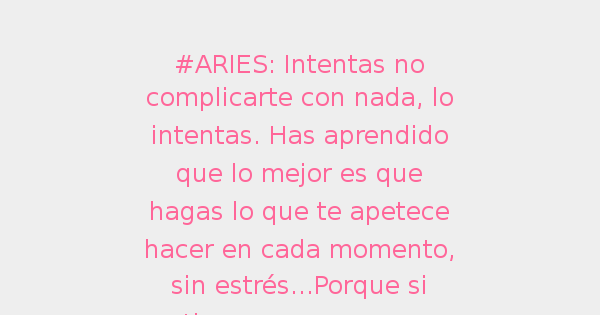 #ARIES: Intentas no
complicarte con nada, lo
intentas. Has aprendido
que lo mejor es que
hagas lo que te apetece
hacer en cada momento,
sin estrés...Porque si